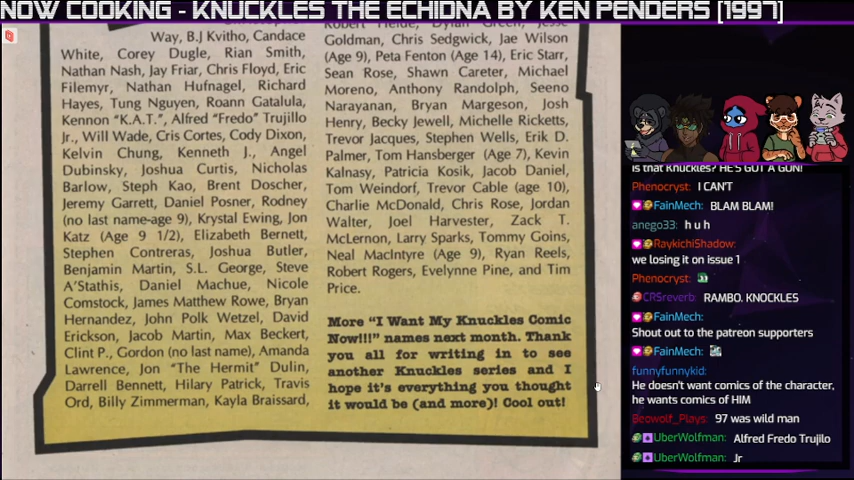 NOW COOKING - KNUCKLES THE ECHIDNA BY KEN PENDERS [1997]
Way, B.J Kvitho, Candace
White, Corey Dugle, Rian Smith,
Nathan Nash, Jay Friar, Chris Floyd, Eric
Filemyr, Nathan Hufnagel, Richard
Hayes, Tung Nguyen, Roann Gatalula,
Kennon "K.A.T.", Alfred "Fredo" Trujillo
Jr., Will Wade, Cris Cortes, Cody Dixon,
Kelvin Chung, Kenneth J., Angel
Dubinsky, Joshua Curtis, Nicholas
Barlow, Steph Kao, Brent Doscher,
Jeremy Garrett, Daniel Posner, Rodney
(no last name-age 9), Krystal Ewing, Jon
Katz (Age 9 1/2), Elizabeth Bernett,
Stephen Contreras, Joshua Butler,
Benjamin Martin, S.L. George, Steve
A'Stathis, Daniel Machue, Nicole
Comstock, James Matthew Rowe, Bryan
Hernandez, John Polk Wetzel, David
Erickson, Jacob Martin, Max Beckert,
Clint P., Gordon (no last name), Amanda
Lawrence, Jon "The Hermit" Dulin,
Darrell Bennett, Hilary Patrick, Travis
Ord, Billy Zimmerman, Kayla Braissard,
Robert Heide, Dylan Green, Jesse
Goldman, Chris Sedgwick, Jae Wilson
(Age 9), Peta Fenton (Age 14), Eric Starr,
Sean Rose, Shawn Careter, Michael
Moreno, Anthony Randolph, Seeno
Narayanan, Bryan Margeson, Josh
Henry, Becky Jewell, Michelle Ricketts,
Trevor Jacques, Stephen Wells, Erik D.
Palmer, Tom Hansberger (Age 7), Kevin
Kalnasy, Patricia Kosik, Jacob Daniel,
Tom Weindorf, Trevor Cable (age 10),
Charlie McDonald, Chris Rose, Jordan
Walter, Joel Harvester, Zack T.
McLernon, Larry Sparks, Tommy Goins,
Neal MacIntyre (Age 9), Ryan Reels,
Robert Rogers, Evelynne Pine, and Tim
Price.
More "I Want My Knuckles Comic
Now!!!" names next month. Thank
you all for writing in to see
another Knuckles series and I
hope it's everything you thought
it would be (and more)! Cool out!
is that Knuckles? HE'S GOT A GUN!
Phenocryst: I CAN'T
FainMech: BLAM BLAM!
anego33: h u h
RaykichiShadow:
we losing it on issue 1
Phenocryst:
CRSreverb: RAMBO. KNOCKLES
FainMech:
Shout out to the patreon supporters
FainMech:
funnyfunnykid:
He doesn't want comics of the character,
he wants comics of HIM
Beowolf_Plays: 97 was wild man
UberWolfman: Alfred Fredo Trujilo
UberWolfman: Jr